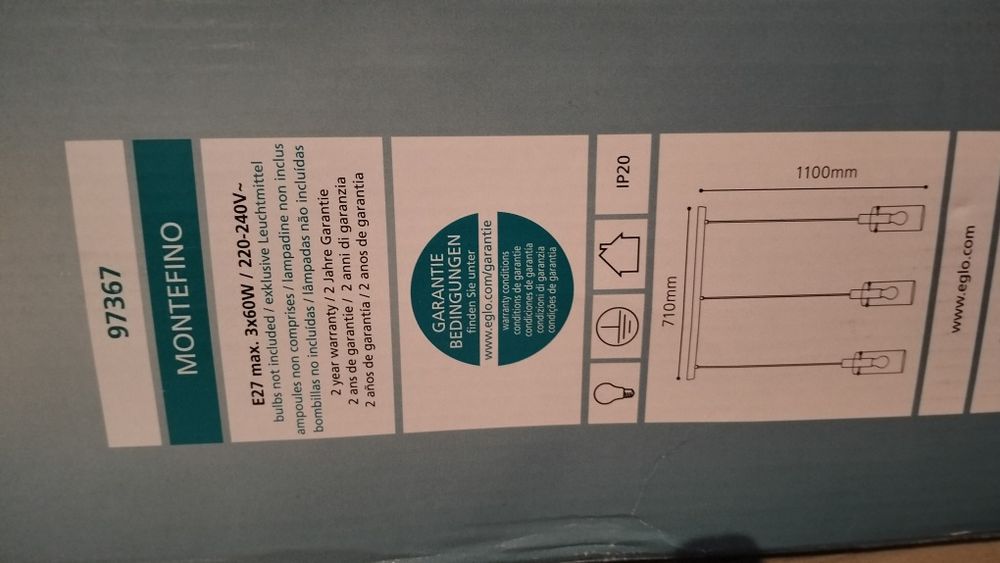 97367
MONTEFINO
E27 max. 3x60W / 220-240V~
bulbs not included / exklusive Leuchtmittel
ampoules non comprises / lampadine non inclus
bombillas no incluídas / lâmpadas não incluídas
2 year warranty / 2 Jahre Garantie
2 ans de garantie / 2 anni di garanzia
2 años de garantía / 2 anos de garantia
GARANTIE
BEDINGUNGEN
finden Sie unter
www.eglo.com/garantie
warranty conditions
conditions de garantie
condiciones de garantía
condizioni di garanzia
condições de garantia
IP20
1100mm
710mm
www.eglo.com